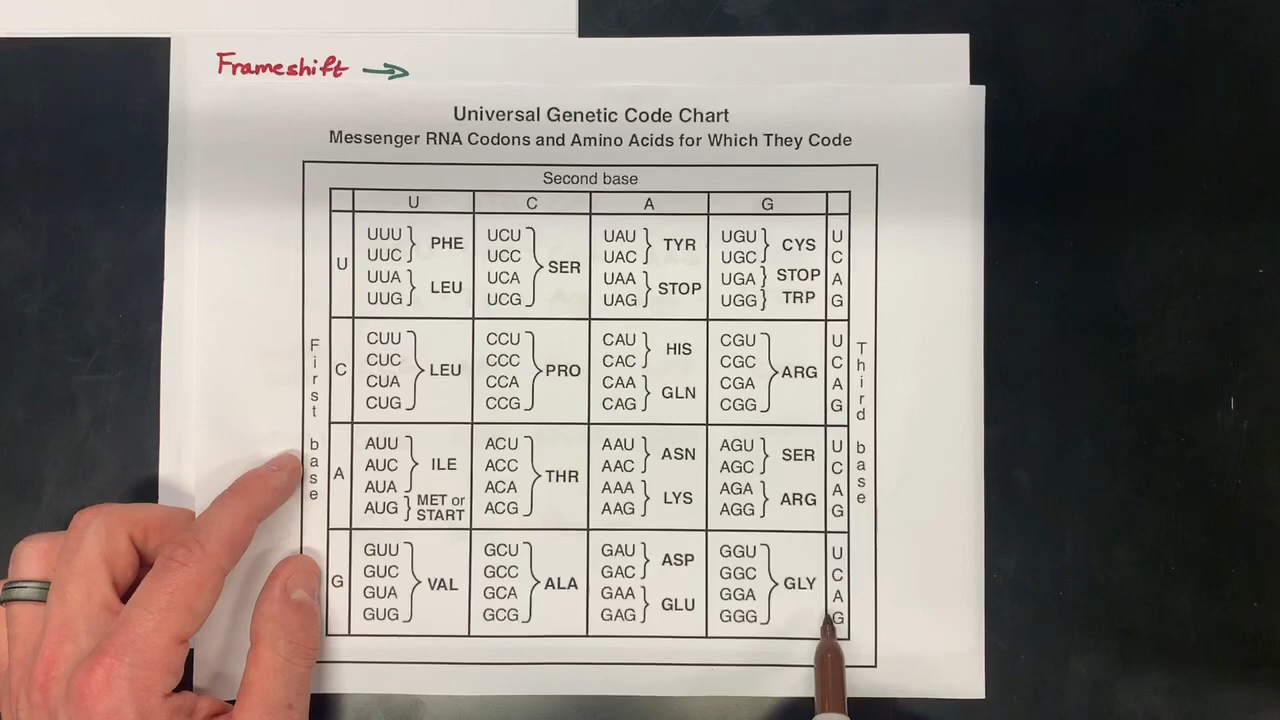 Frameshift →
Universal Genetic Code Chart
Messenger RNA Codons and Amino Acids for Which They Code
Second base
U C A G
First base
Third base
U
UUU UCU UAU UGU U
UUC PHE UCC SER UAC TYR UGC CYS C
UUA UCA UAA UGA STOP A
UUG LEU UCG UAG STOP UGG TRP G
C
CUU CCU CAU CGU U
CUC LEU CCC PRO CAC HIS CGC ARG C
CUA CCA CAA CGA A
CUG CCG CAG GLN CGG G
A
AUU ACU AAU AGU U
AUC ILE ACC THR AAC ASN AGC SER C
AUA ACA AAA AGA A
AUG MET or START ACG AAG LYS AGG ARG G
G
GUU GCU GAU GGU U
GUC VAL GCC ALA GAC ASP GGC GLY C
GUA GCA GAA GGA A
GUG GCG GAG GLU GGG G